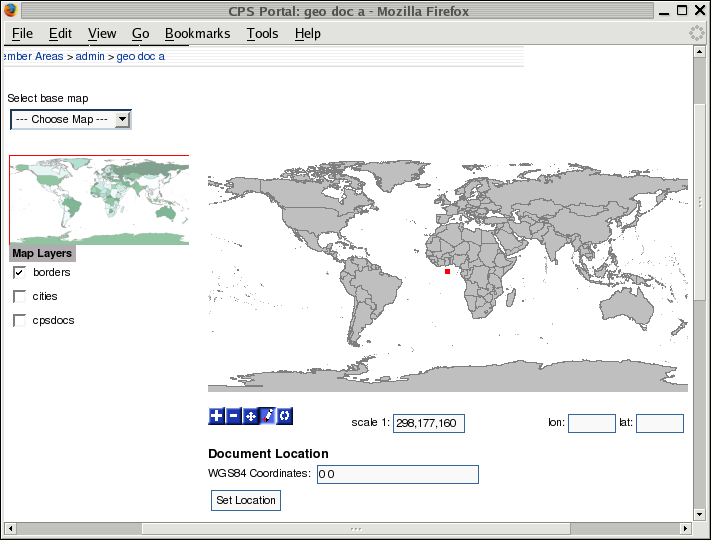 CPS Portal: geo doc a - Mozilla Firefox
File Edit View Go Bookmarks Tools Help
ember Areas > admin > geo doc a
Select base map
--- Choose Map ---
Map Layers
borders
cities
cpsdocs
scale 1: 298,177,160 lon: lat:
Document Location
WGS84 Coordinates: 0 0
Set Location